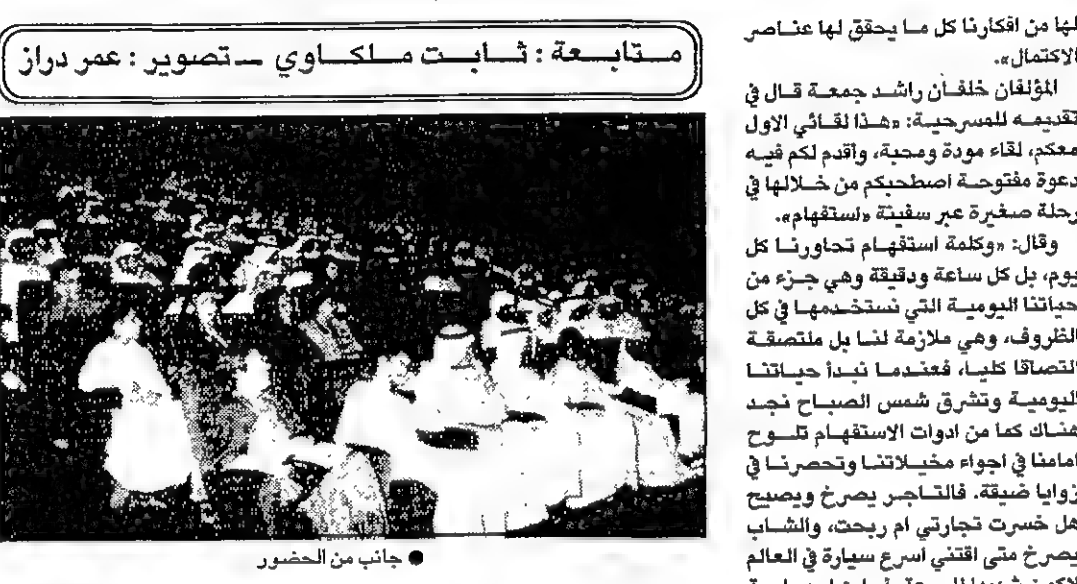 متابعة : ثابت ملكاوي ـ تصوير : عمر دراز
لها من افكارنا كل ما يحقق لها عناصر
الاكتمال».
المؤلفان خلفان راشد جمعة قال في
تقديمه للمسرحية: «هذا لقائي الاول
معكم، لقاء مودة ومحبة، واقدم لكم فيه
دعوة مفتوحة اصطحبكم من خلالها في
رحلة صغيرة عبر سفينة «استفهام».
وقال: «وكلمة استفهام تحاورنا كل
يوم، بل كل ساعة ودقيقة وهي جزء من
حياتنا اليومية التي نستخدمها في كل
الظروف، وهي ملازمة لنا بل ملتصقة
التصاقا كليا، فعندما نبدأ حياتنا
اليومية وتشرق شمس الصباح نجد
هناك كما من ادوات الاستفهام تلوح
امامنا في اجواء مخيلاتنا وتحصرنا في
زوايا ضيقة. فالتاجر يصرخ ويصيح
هل خسرت تجارتي ام ربحت، والشاب
يصرخ متى اقتني اسرع سيارة في العالم
● جانب من الحضور